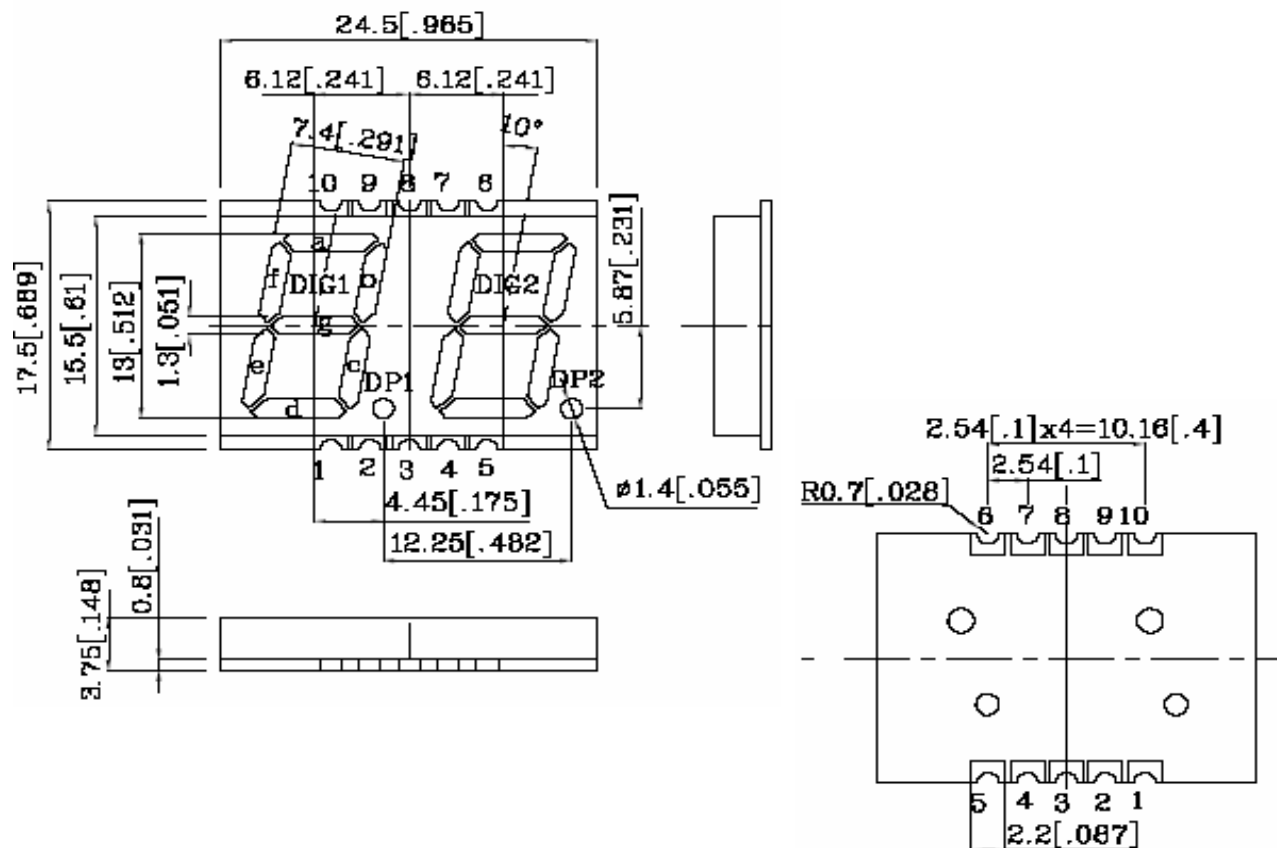 24.5[.965]
6.12[.241] 6.12[.241]
7.4[.291] 10°
10 9 8 7 6
a
f DIG1 b DIG2
g
e c DP1 DP2
d
17.5[.689]
15.5[.61]
13[.512]
1.3[.051]
5.87[.231]
1 2 3 4 5
ø1.4[.055]
4.45[.175]
12.25[.482]
0.8[.031]
3.75[.148]
2.54[.1]x4=10.16[.4]
2.54[.1]
R0.7[.028]
6 7 8 9 10
5 4 3 2 1
2.2[.087]